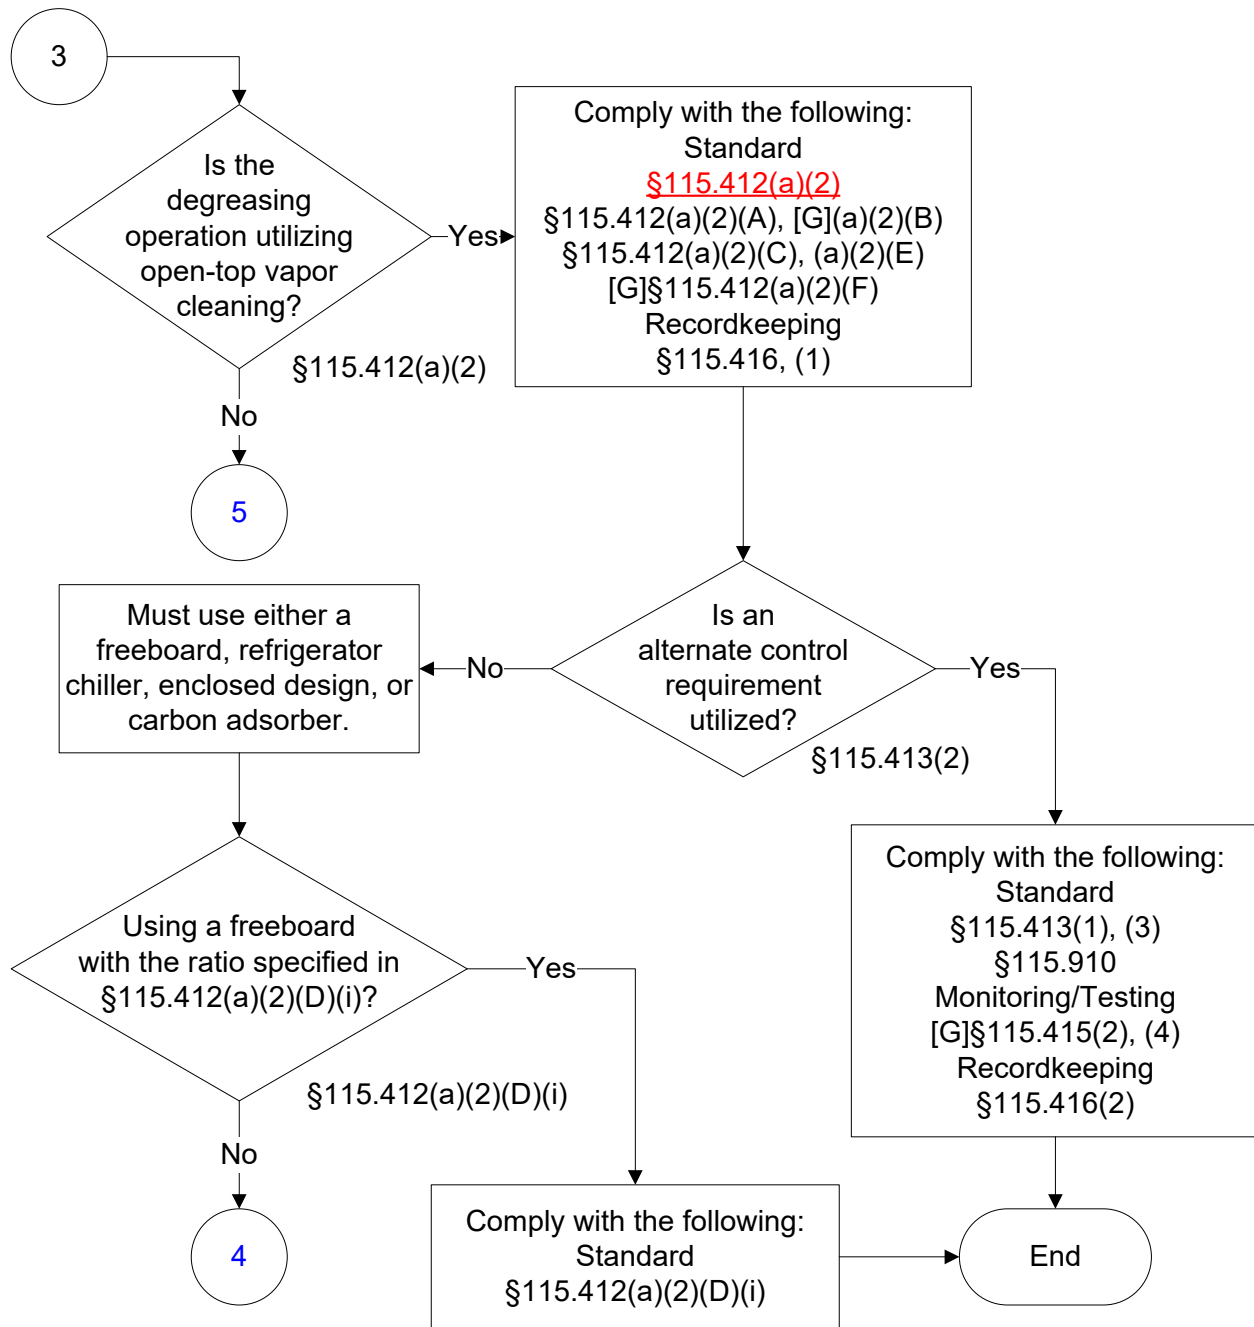 3
Is the
degreasing
operation utilizing
open-top vapor
cleaning?
Yes
§115.412(a)(2)
No
5
Comply with the following:
Standard
§115.412(a)(2)
§115.412(a)(2)(A), [G](a)(2)(B)
§115.412(a)(2)(C), (a)(2)(E)
[G]§115.412(a)(2)(F)
Recordkeeping
§115.416, (1)
Is an
alternate control
requirement
utilized?
§115.413(2)
No
Yes
Must use either a
freeboard, refrigerator
chiller, enclosed design, or
carbon adsorber.
Comply with the following:
Standard
§115.413(1), (3)
§115.910
Monitoring/Testing
[G]§115.415(2), (4)
Recordkeeping
§115.416(2)
Using a freeboard
with the ratio specified in
§115.412(a)(2)(D)(i)?
Yes
§115.412(a)(2)(D)(i)
No
4
Comply with the following:
Standard
§115.412(a)(2)(D)(i)
End